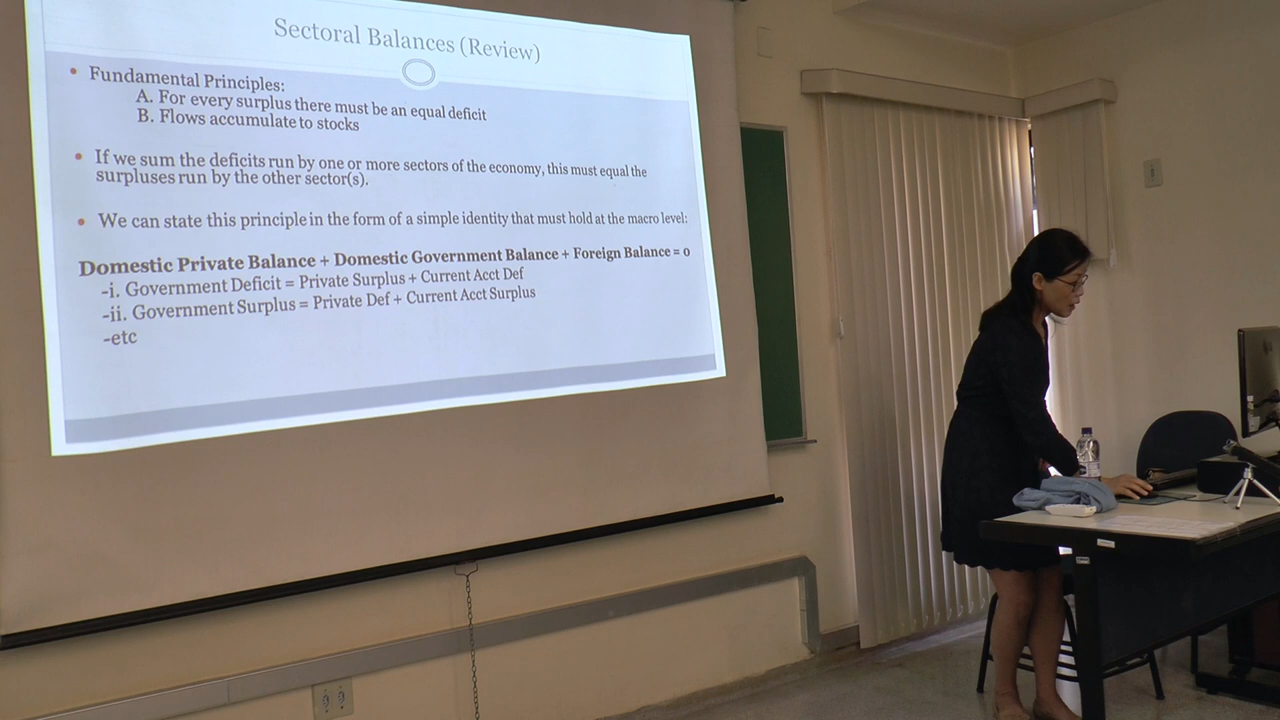 Sectoral Balances (Review)
• Fundamental Principles:
A. For every surplus there must be an equal deficit
B. Flows accumulate to stocks
• If we sum the deficits run by one or more sectors of the economy, this must equal the
surpluses run by the other sector(s).
• We can state this principle in the form of a simple identity that must hold at the macro level:
Domestic Private Balance + Domestic Government Balance + Foreign Balance = 0
-i. Government Deficit = Private Surplus + Current Acct Def
-ii. Government Surplus = Private Def + Current Acct Surplus
-etc